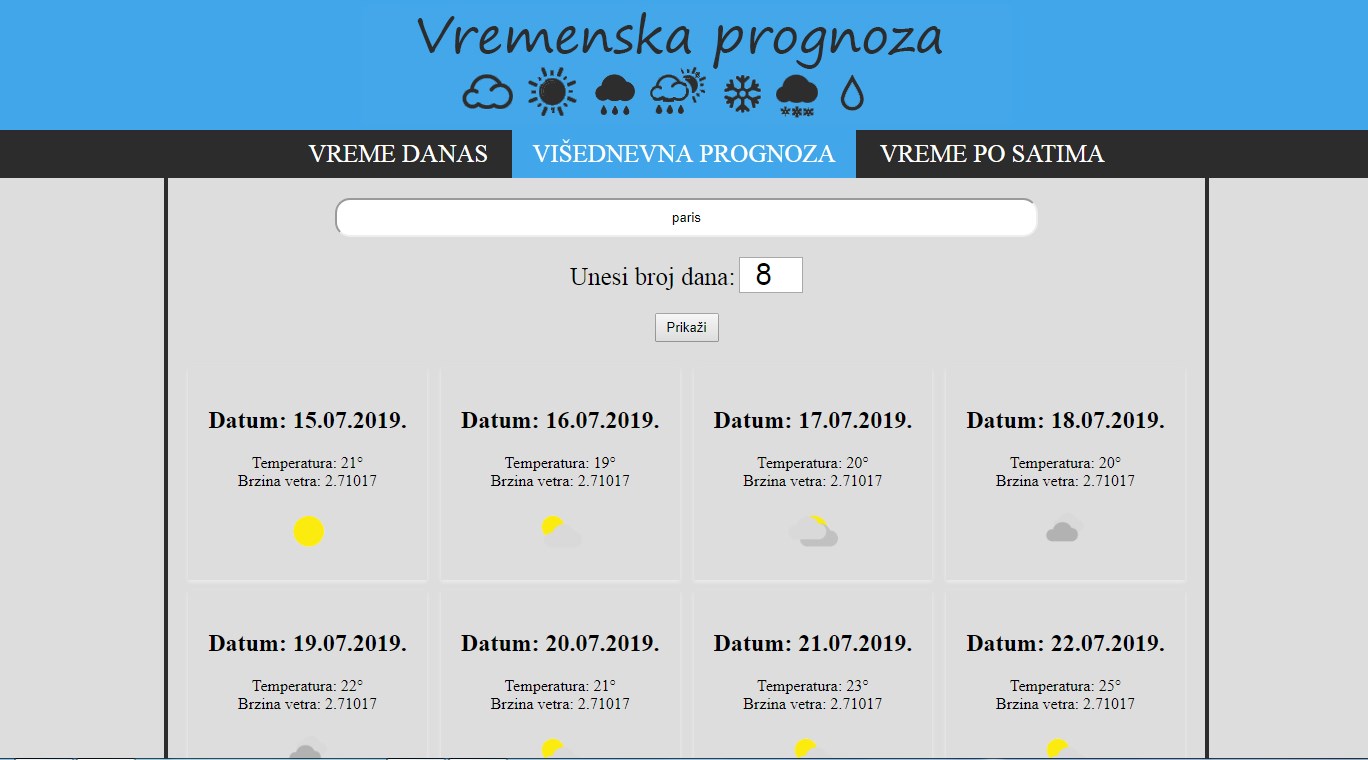 Vremenska prognoza
VREME DANAS VIŠEDNEVNA PROGNOZA VREME PO SATIMA
paris
Unesi broj dana: 8
Prikaži
Datum: 15.07.2019. Datum: 16.07.2019. Datum: 17.07.2019. Datum: 18.07.2019.
Temperatura: 21° Temperatura: 19° Temperatura: 20° Temperatura: 20°
Brzina vetra: 2.71017 Brzina vetra: 2.71017 Brzina vetra: 2.71017 Brzina vetra: 2.71017
Datum: 19.07.2019. Datum: 20.07.2019. Datum: 21.07.2019. Datum: 22.07.2019.
Temperatura: 22° Temperatura: 21° Temperatura: 23° Temperatura: 25°
Brzina vetra: 2.71017 Brzina vetra: 2.71017 Brzina vetra: 2.71017 Brzina vetra: 2.71017